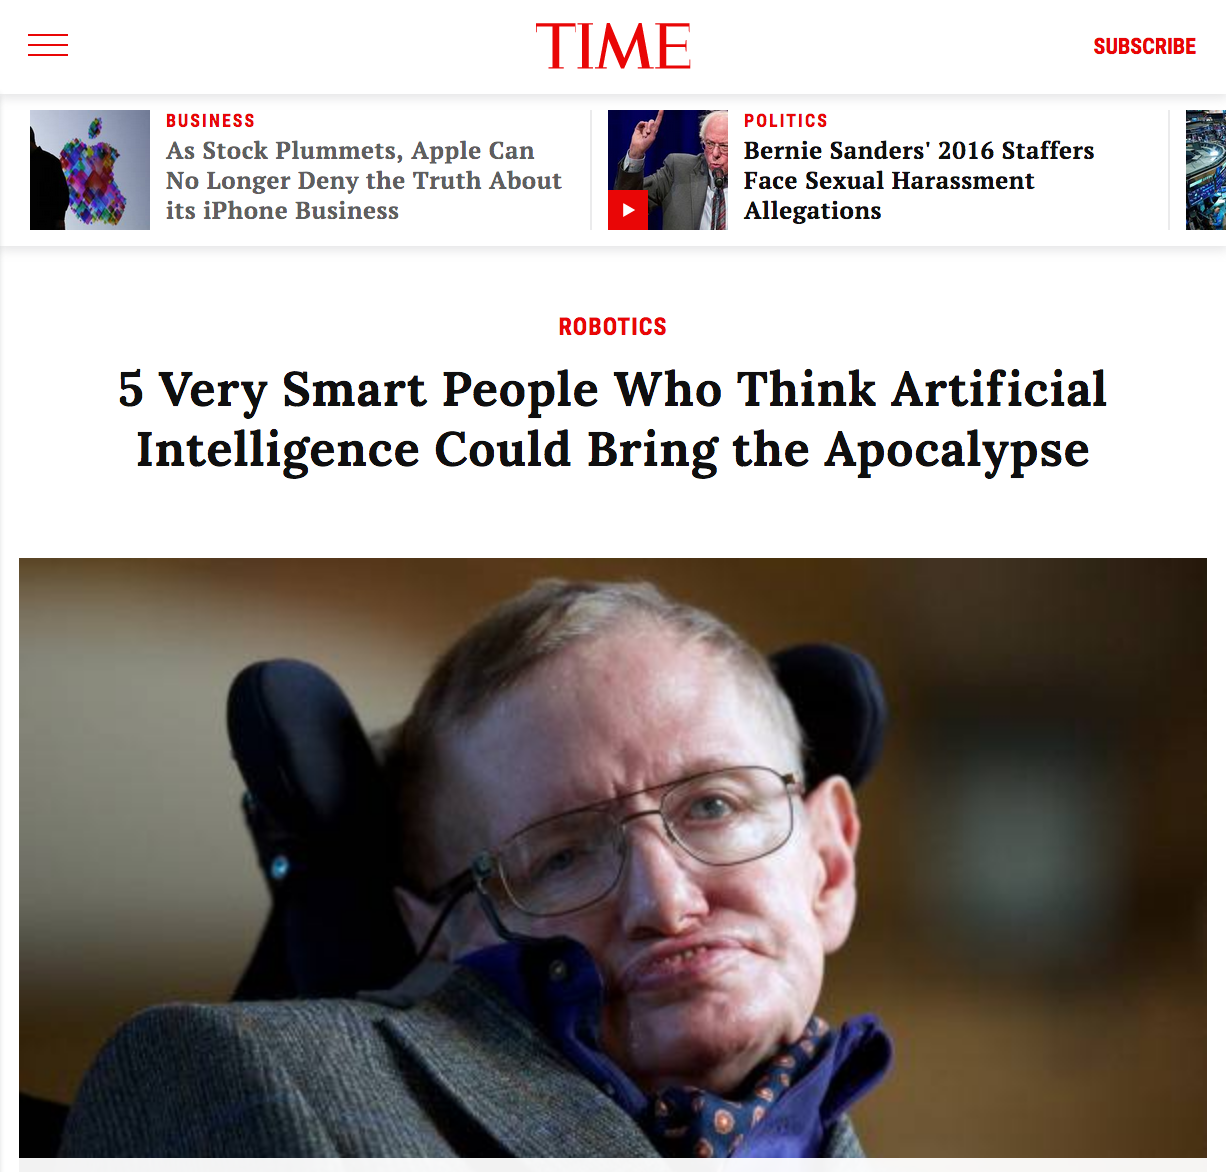 TIME
SUBSCRIBE
BUSINESS
As Stock Plummets, Apple Can
No Longer Deny the Truth About
its iPhone Business
POLITICS
Bernie Sanders' 2016 Staffers
Face Sexual Harassment
Allegations
ROBOTICS
5 Very Smart People Who Think Artificial
Intelligence Could Bring the Apocalypse